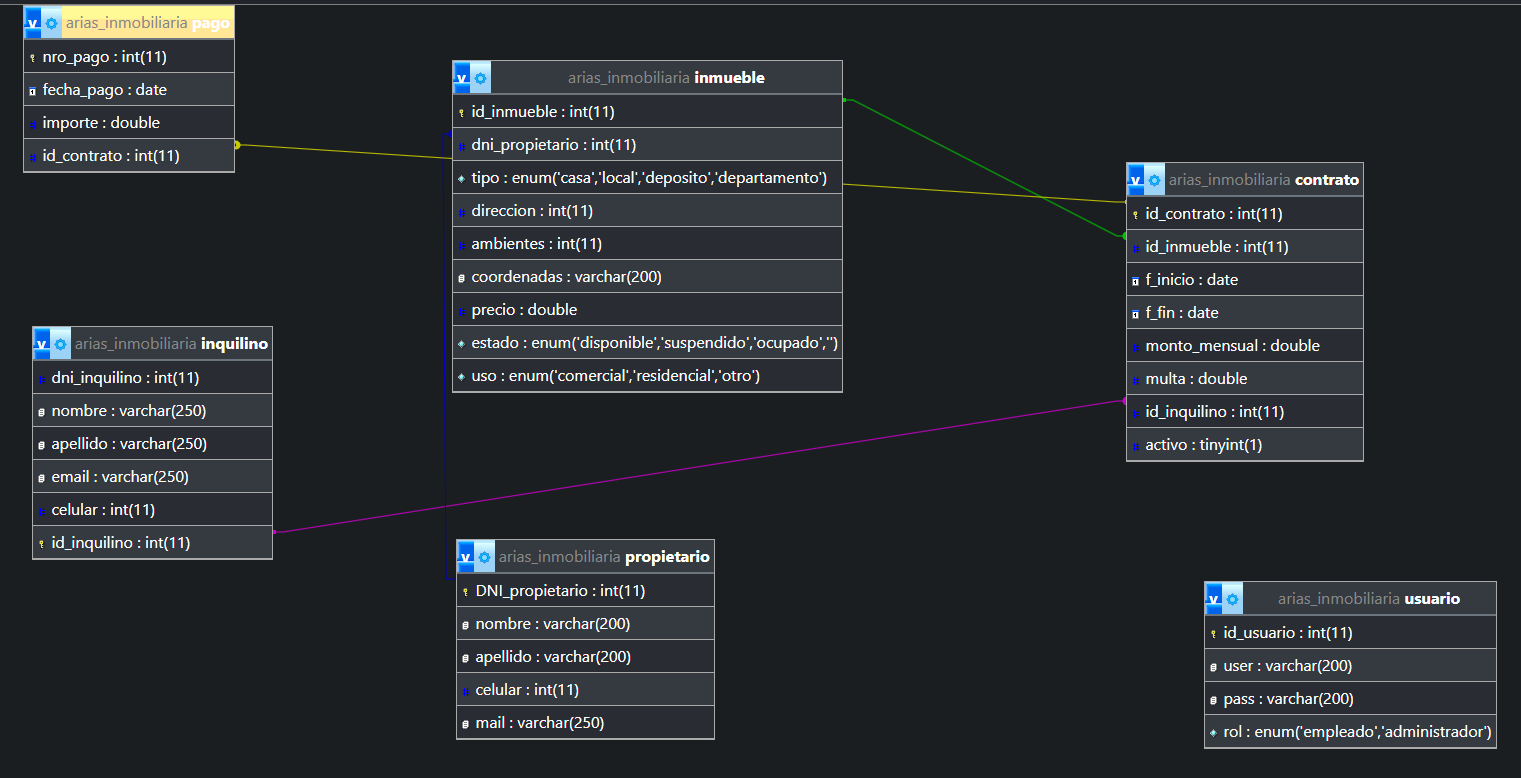 arias_inmobiliaria pago
nro_pago : int(11)
fecha_pago : date
importe : double
id_contrato : int(11)
arias_inmobiliaria inmueble
id_inmueble : int(11)
dni_propietario : int(11)
tipo : enum('casa','local','deposito','departamento')
direccion : int(11)
ambientes : int(11)
coordenadas : varchar(200)
precio : double
estado : enum('disponible','suspendido','ocupado','')
uso : enum('comercial','residencial','otro')
arias_inmobiliaria contrato
id_contrato : int(11)
id_inmueble : int(11)
f_inicio : date
f_fin : date
monto_mensual : double
multa : double
id_inquilino : int(11)
activo : tinyint(1)
arias_inmobiliaria inquilino
dni_inquilino : int(11)
nombre : varchar(250)
apellido : varchar(250)
email : varchar(250)
celular : int(11)
id_inquilino : int(11)
arias_inmobiliaria propietario
DNI_propietario : int(11)
nombre : varchar(200)
apellido : varchar(200)
celular : int(11)
mail : varchar(250)
arias_inmobiliaria usuario
id_usuario : int(11)
user : varchar(200)
pass : varchar(200)
rol : enum('empleado','administrador')